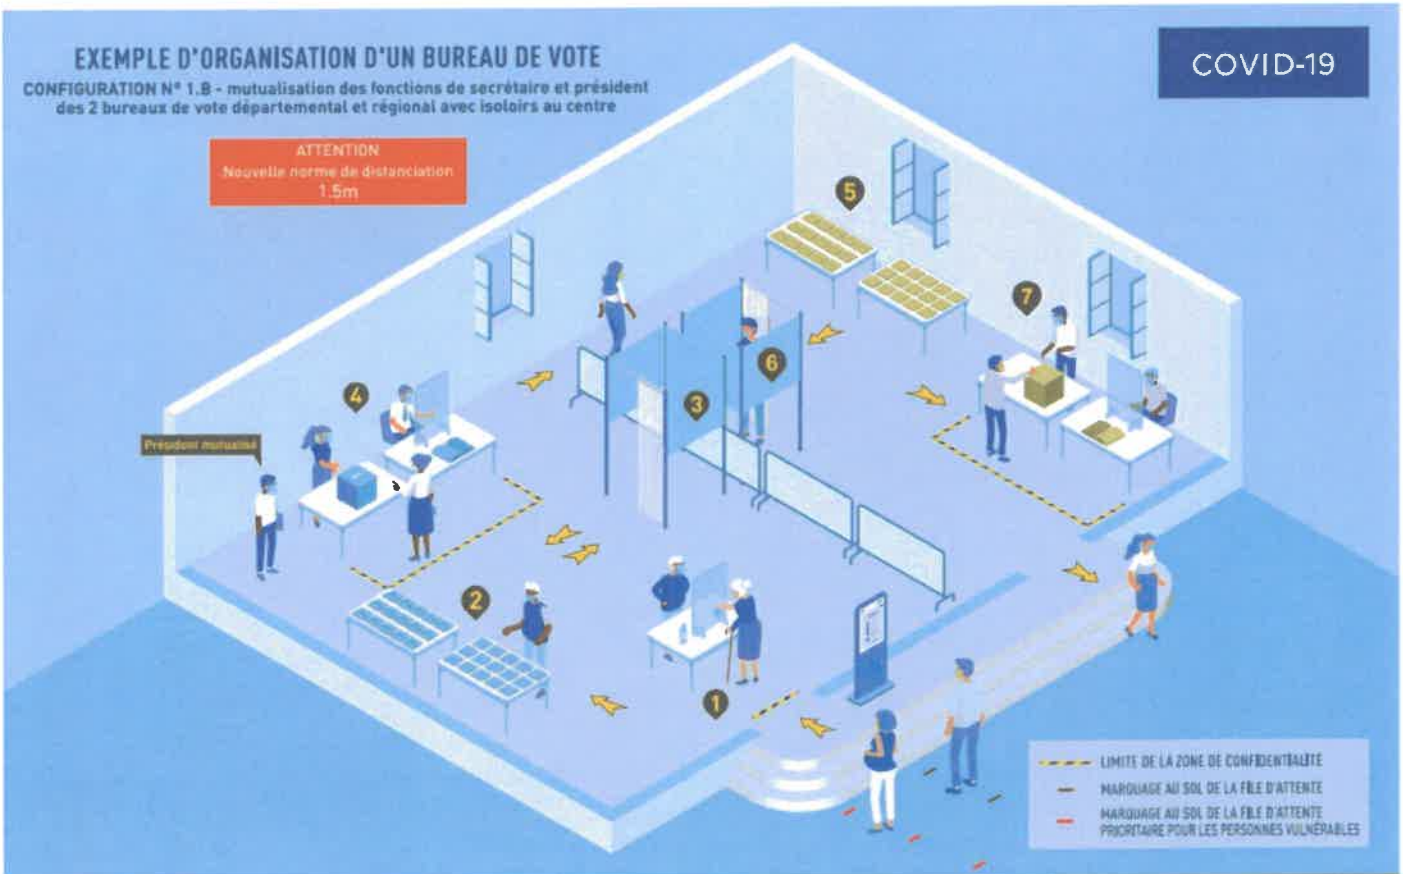 EXEMPLE D'ORGANISATION D'UN BUREAU DE VOTE
CONFIGURATION N° 1.B - mutualisation des fonctions de secrétaire et président
des 2 bureaux de vote départemental et régional avec isoloirs au centre
COVID-19
ATTENTION
Nouvelle norme de distanciation
1.5m
5
7
6
3
4
Président mutualisé
2
1
LIMITE DE LA ZONE DE CONFIDENTIALITÉ
MARQUAGE AU SOL DE LA FILE D'ATTENTE
MARQUAGE AU SOL DE LA FILE D'ATTENTE
PRIORITAIRE POUR LES PERSONNES VULNÉRABLES